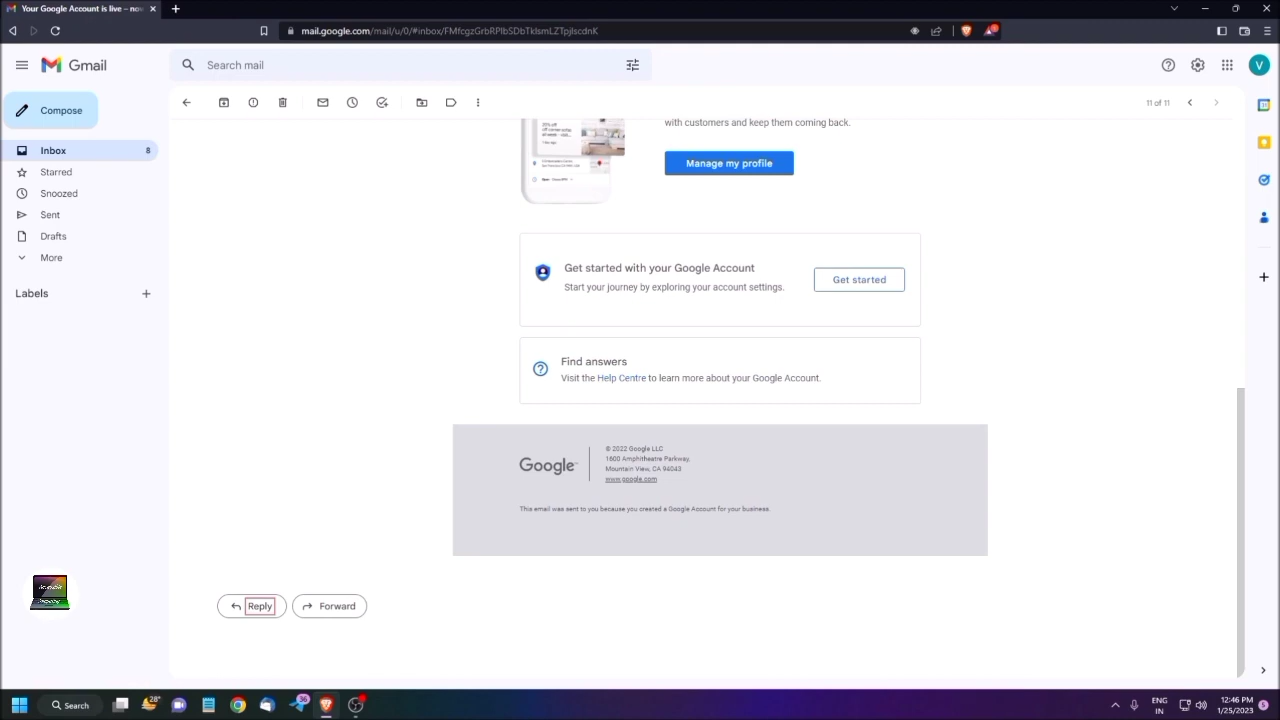 Your Google Account is live – now
mail.google.com/mail/u/0/#inbox/FMfcgzGrbRPlbSDbTklsmLZTpjlscdnK
Gmail
Search mail
V
Compose
11 of 11
Inbox 8
Starred
Snoozed
Sent
Drafts
More
Labels
with customers and keep them coming back.
Manage my profile
Get started with your Google Account
Start your journey by exploring your account settings.
Get started
Find answers
Visit the Help Centre to learn more about your Google Account.
Google
© 2022 Google LLC
1600 Amphitheatre Parkway,
Mountain View, CA 94043
www.google.com
This email was sent to you because you created a Google Account for your business.
Reply
Forward
Search
28°
36
ENG
IN
12:46 PM
1/25/2023